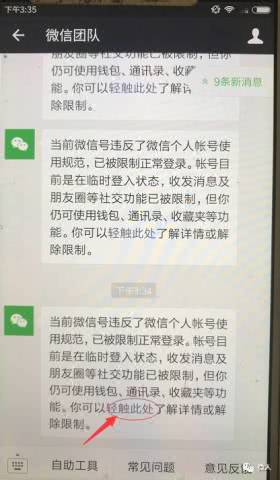 下午3:35
微信团队
朋友圈等社交功能已被限制,但你
仍可使用钱包、通讯录、收藏
能。你可以轻触此处了解
除限制。
9条新消息
当前微信号违反了微信个人帐号使
用规范,已被限制正常登录。帐号目
前是在临时登入状态,收发消息及
朋友圈等社交功能已被限制,但你
仍可使用钱包、通讯录、收藏夹等功
能。你可以轻触此处了解详情或解
除限制。
下午3:34
当前微信号违反了微信个人帐号使
用规范,已被限制正常登录。帐号目
前是在临时登入状态,收发消息及
朋友圈等社交功能已被限制,但你
仍可使用钱包、通讯录、收藏夹等功
能。你可以轻触此处了解详情或解
除限制。
自助工具
常见问题
意见反馈